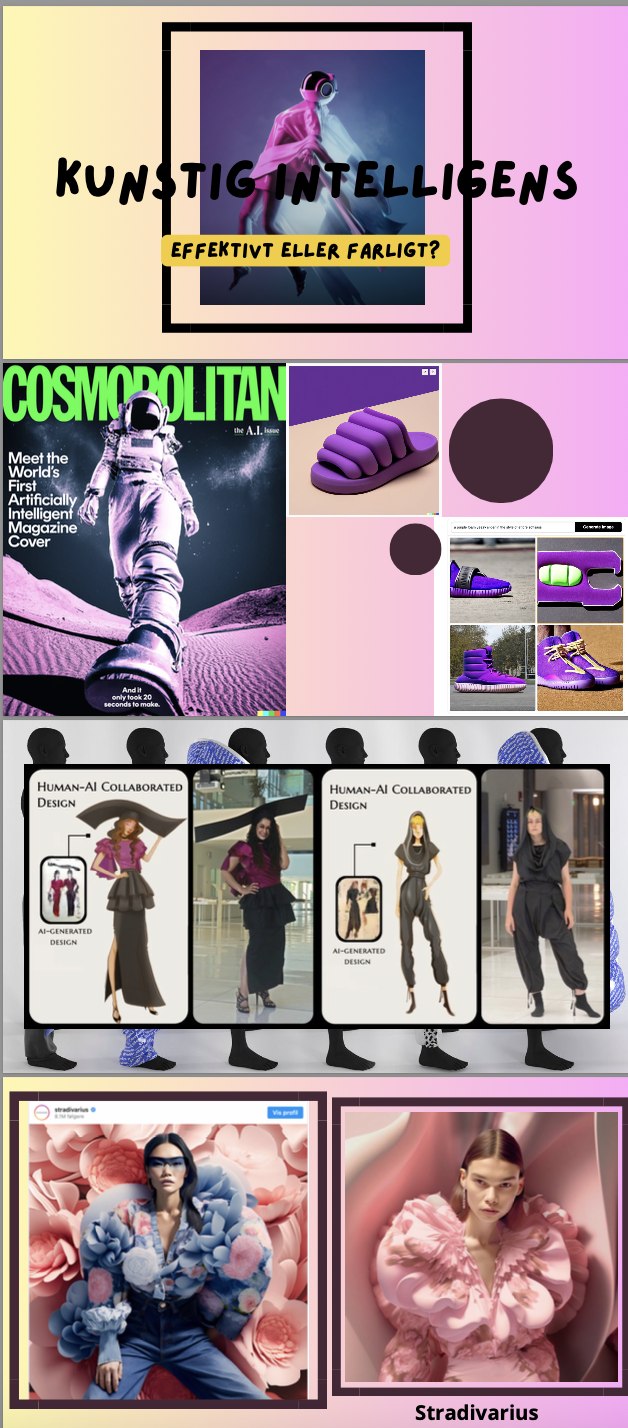 KUNSTIG INTELLIGENS
EFFEKTIVT ELLER FARLIGT?
COSMOPOLITAN
the A.I. issue
Meet the
World's
First
Artificially
Intelligent
Magazine
Cover
And it
only took 20
seconds to make.
Generate image
HUMAN-AI COLLABORATED
DESIGN
AI-GENERATED
DESIGN
HUMAN-AI COLLABORATED
DESIGN
AI-GENERATED
DESIGN
stradivarius
Vis profil
Stradivarius